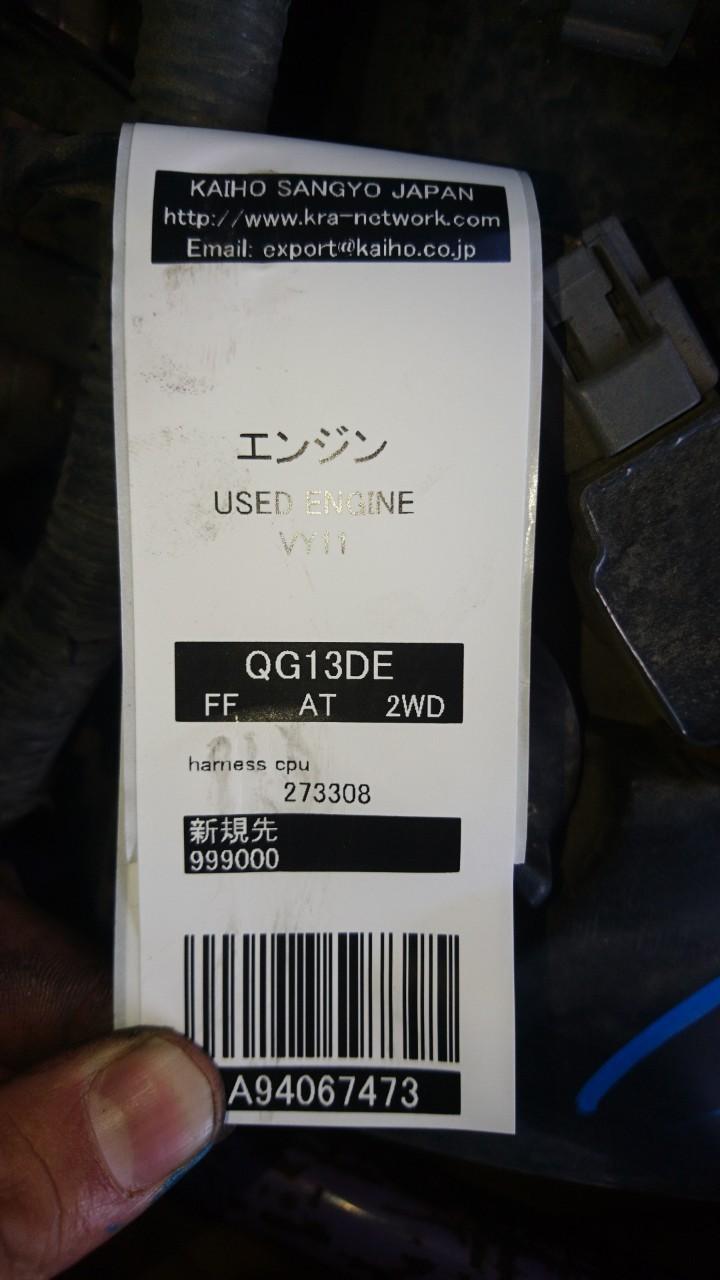 KAIHO SANGYO JAPAN
http://www.kra-network.com
Email: export@kaiho.co.jp
エンジン
USED ENGINE
VY11
QG13DE
FF AT 2WD
harness cpu
273308
新規先
999000
A94067473